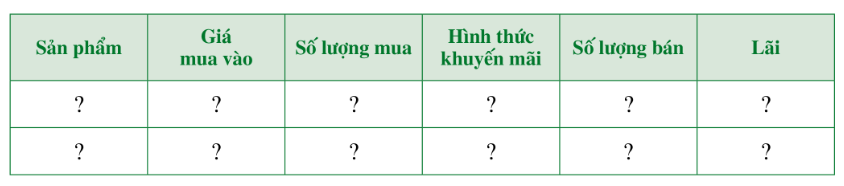 Sản phẩm
Giá
mua vào
Số lượng mua
Hình thức
khuyến mãi
Số lượng bán
Lãi
? ? ? ? ? ?
? ? ? ? ? ?